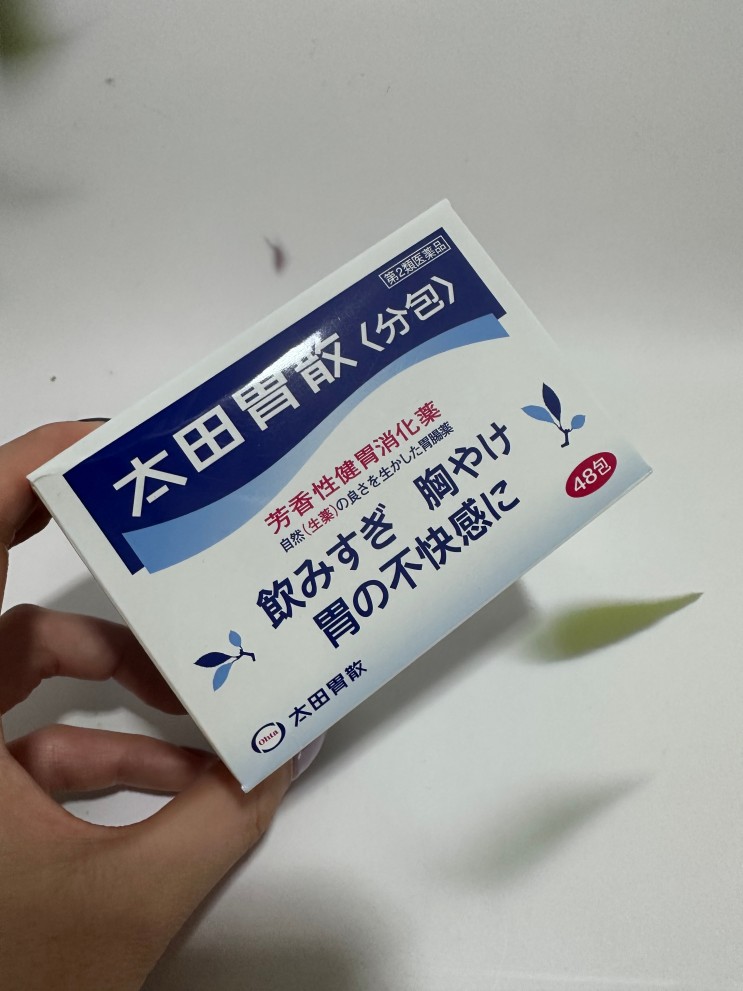 第2類医薬品
太田胃散〈分包〉
芳香性健胃消化薬
自然(生薬)の良さを生かした胃腸薬
飲みすぎ 胸やけ
胃の不快感に
48包
Ohta 太田胃散